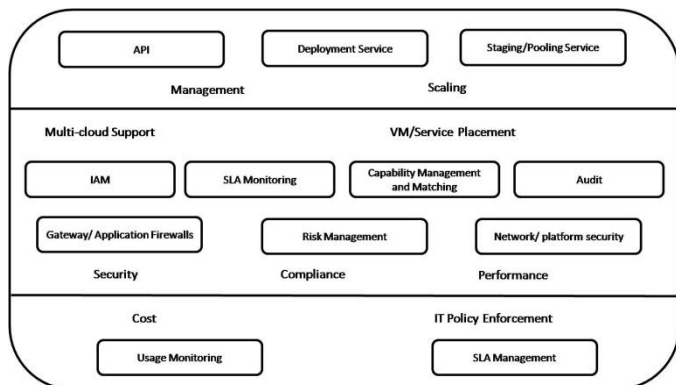 API
Deployment Service
Staging/Pooling Service
Management
Scaling
Multi-cloud Support
VM/Service Placement
IAM
SLA Monitoring
Capability Management
and Matching
Audit
Gateway/ Application Firewalls
Risk Management
Network/ platform security
Security
Compliance
Performance
Cost
IT Policy Enforcement
Usage Monitoring
SLA Management